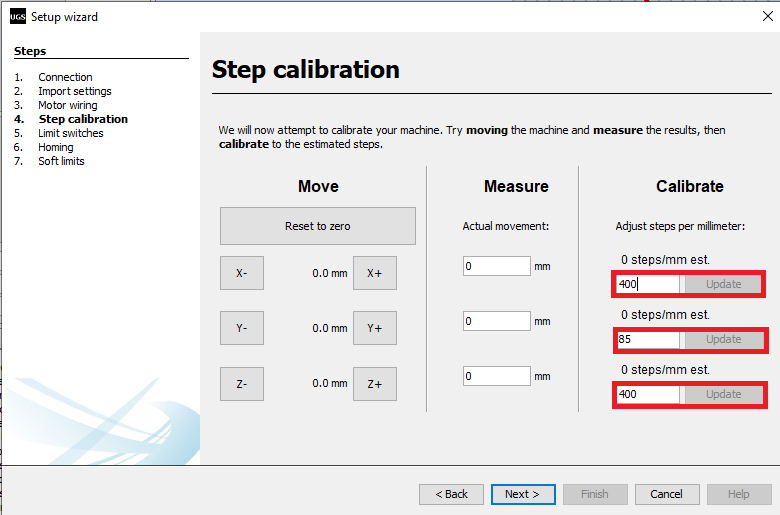 UGS Setup wizard
Steps
1. Connection
2. Import settings
3. Motor wiring
4. Step calibration
5. Limit switches
6. Homing
7. Soft limits
Step calibration
We will now attempt to calibrate your machine. Try moving the machine and measure the results, then
calibrate to the estimated steps.
Move
Measure
Calibrate
Reset to zero
Actual movement:
Adjust steps per millimeter:
0 steps/mm est.
X- 0.0 mm X+ 0 mm 400 Update
0 steps/mm est.
Y- 0.0 mm Y+ 0 mm 85 Update
0 steps/mm est.
Z- 0.0 mm Z+ 0 mm 400 Update
< Back Next > Finish Cancel Help